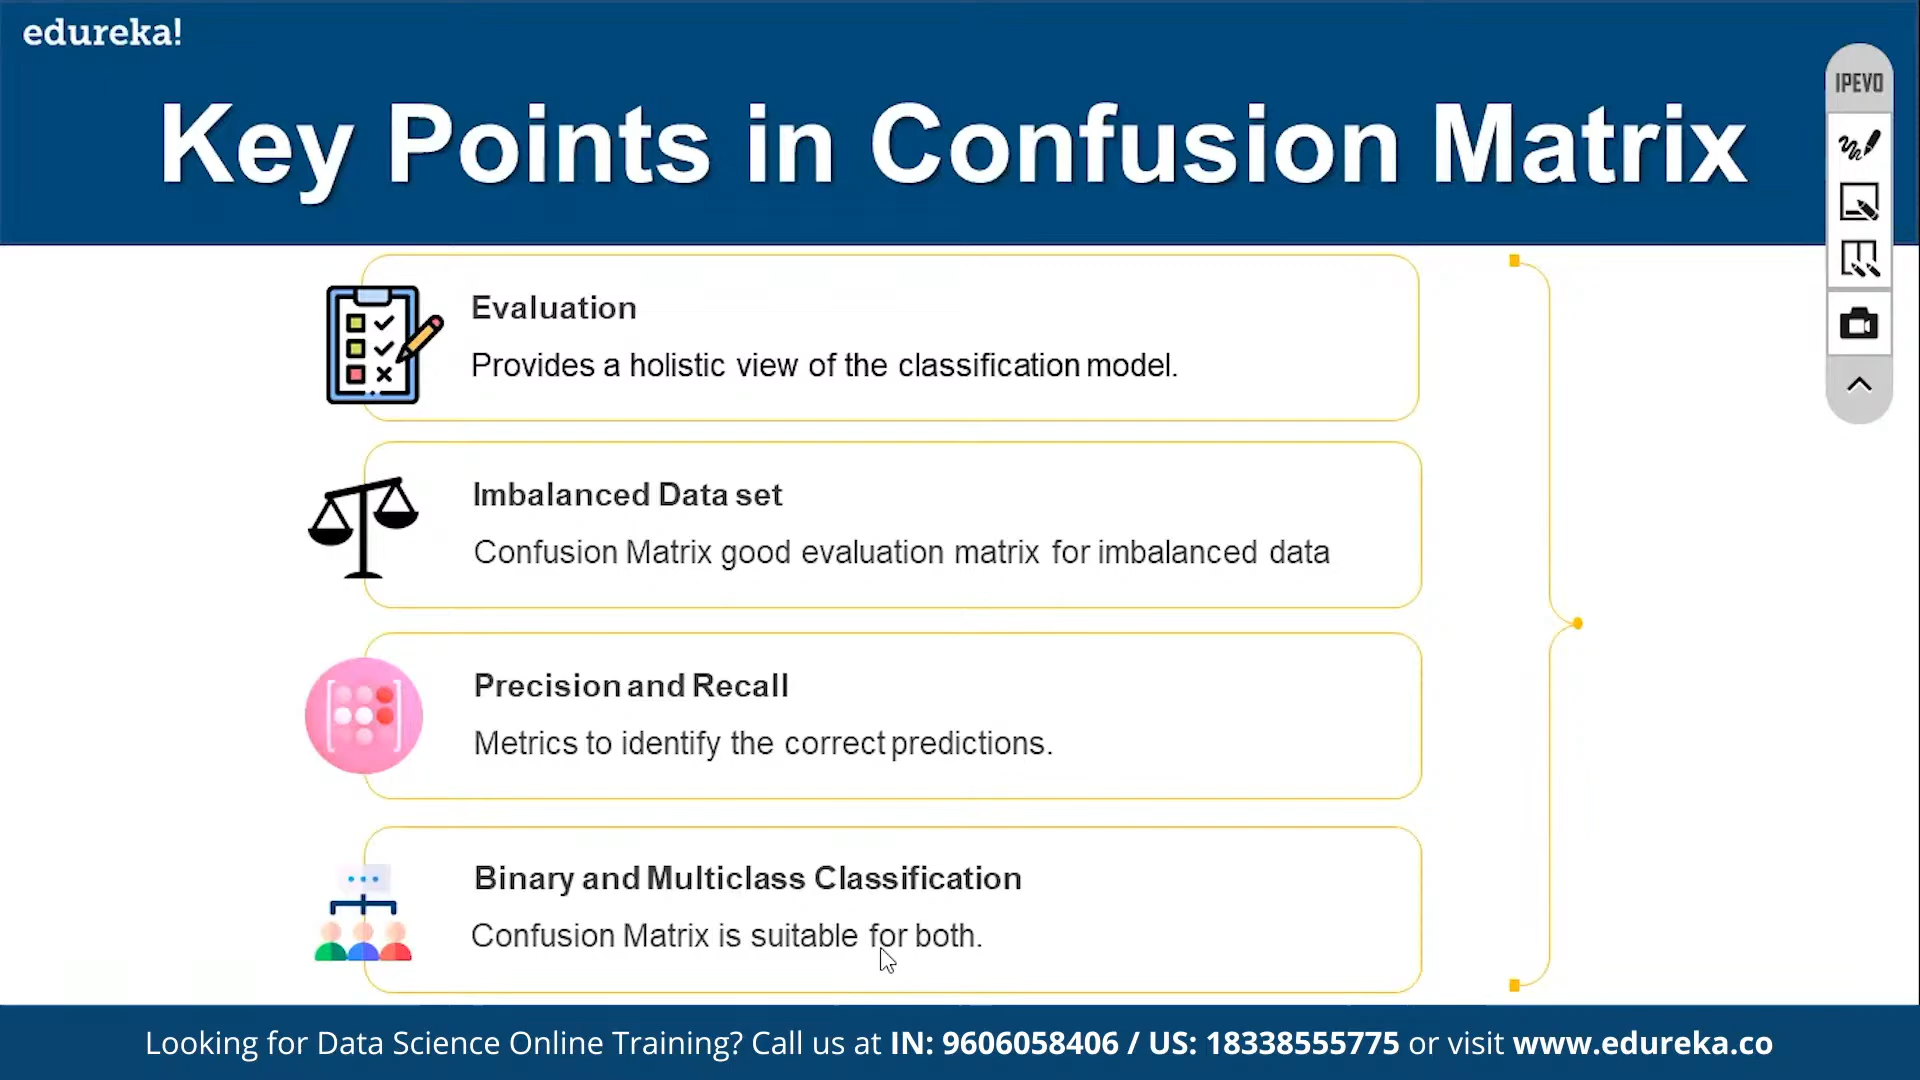 edureka!
Key Points in Confusion Matrix
IPEVO
Evaluation
Provides a holistic view of the classification model.
Imbalanced Data set
Confusion Matrix good evaluation matrix for imbalanced data
Precision and Recall
Metrics to identify the correct predictions.
Binary and Multiclass Classification
Confusion Matrix is suitable for both.
Looking for Data Science Online Training? Call us at IN: 9606058406 / US: 18338555775 or visit www.edureka.co